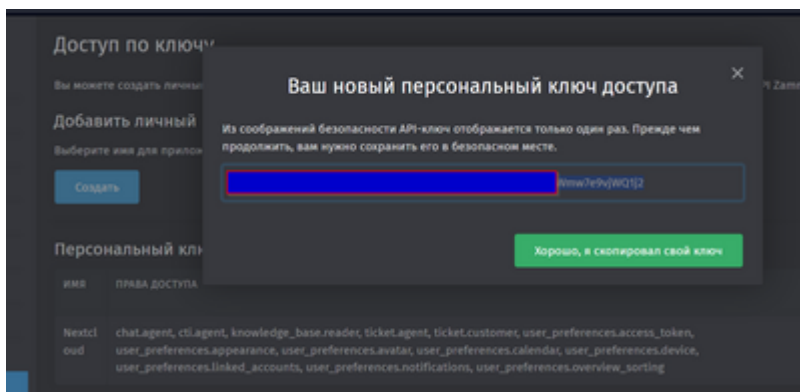 Доступ по ключу
Вы можете создать личный
Ваш новый персональный ключ доступа
Добавить личный
Из соображений безопасности API-ключ отображается только один раз. Прежде чем
продолжить, вам нужно сохранить его в безопасном месте.
Выберите имя для прилож
Создать
Wmw7e9vjWQ1j2
Хорошо, я скопировал свой ключ
Персональный клю
ИМЯ ПРАВА ДОСТУПА
Nextcl
oud
chat.agent, cti.agent, knowledge_base.reader, ticket.agent, ticket.customer, user_preferences.access_token,
user_preferences.appearance, user_preferences.avatar, user_preferences.calendar, user_preferences.device,
user_preferences.linked_accounts, user_preferences.notifications, user_preferences.overview_sorting